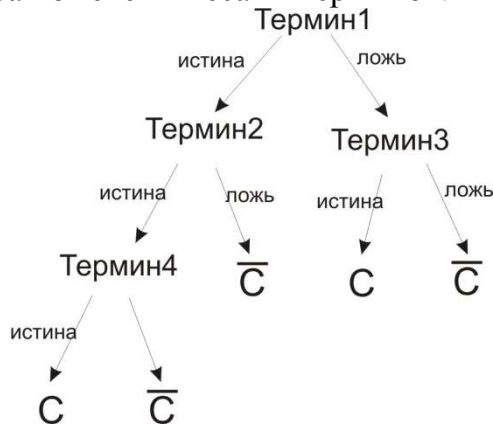 Термин1
истина ложь
Термин2 Термин3
истина ложь истина ложь
Термин4 C̅ C C̅
истина
C C̅